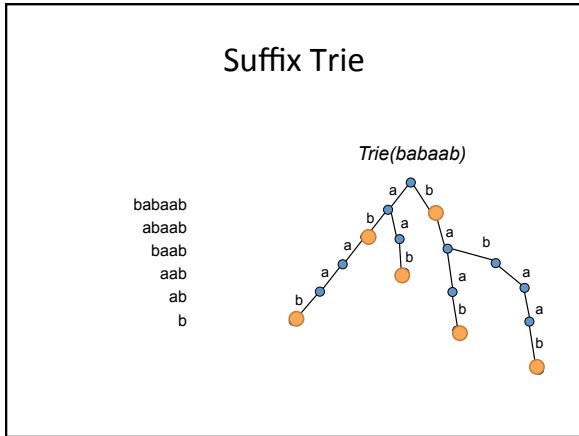 Suffix Trie
Trie(babaab)
babaab
abaab
baab
aab
ab
b
a b
b a a b
a b b a
b a b a
b